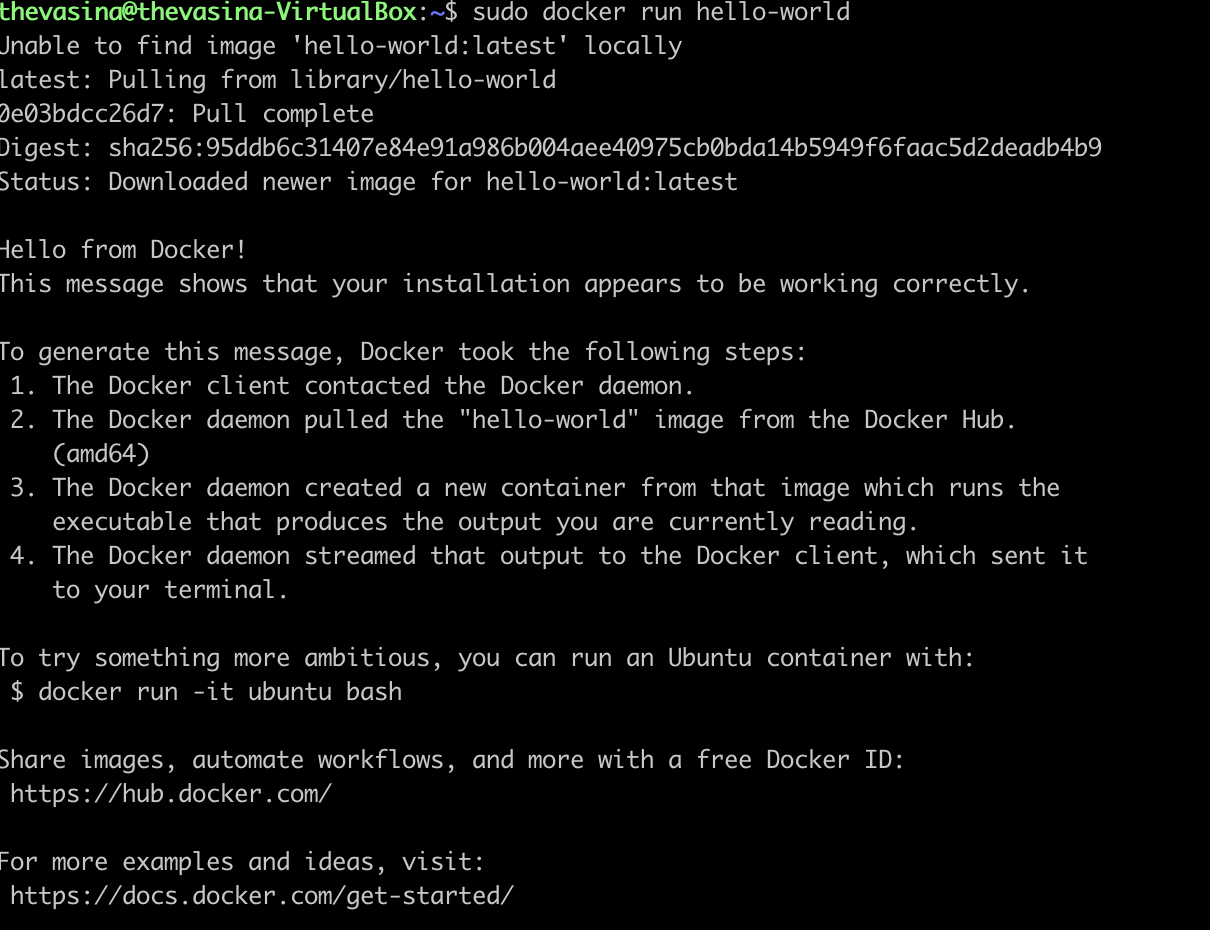 thevasina@thevasina-VirtualBox:~$ sudo docker run hello-world
Unable to find image 'hello-world:latest' locally
latest: Pulling from library/hello-world
0e03bdcc26d7: Pull complete
Digest: sha256:95ddb6c31407e84e91a986b004aee40975cb0bda14b5949f6faac5d2deadb4b9
Status: Downloaded newer image for hello-world:latest

Hello from Docker!
This message shows that your installation appears to be working correctly.

To generate this message, Docker took the following steps:
 1. The Docker client contacted the Docker daemon.
 2. The Docker daemon pulled the "hello-world" image from the Docker Hub.
    (amd64)
 3. The Docker daemon created a new container from that image which runs the
    executable that produces the output you are currently reading.
 4. The Docker daemon streamed that output to the Docker client, which sent it
    to your terminal.

To try something more ambitious, you can run an Ubuntu container with:
 $ docker run -it ubuntu bash

Share images, automate workflows, and more with a free Docker ID:
 https://hub.docker.com/

For more examples and ideas, visit:
 https://docs.docker.com/get-started/